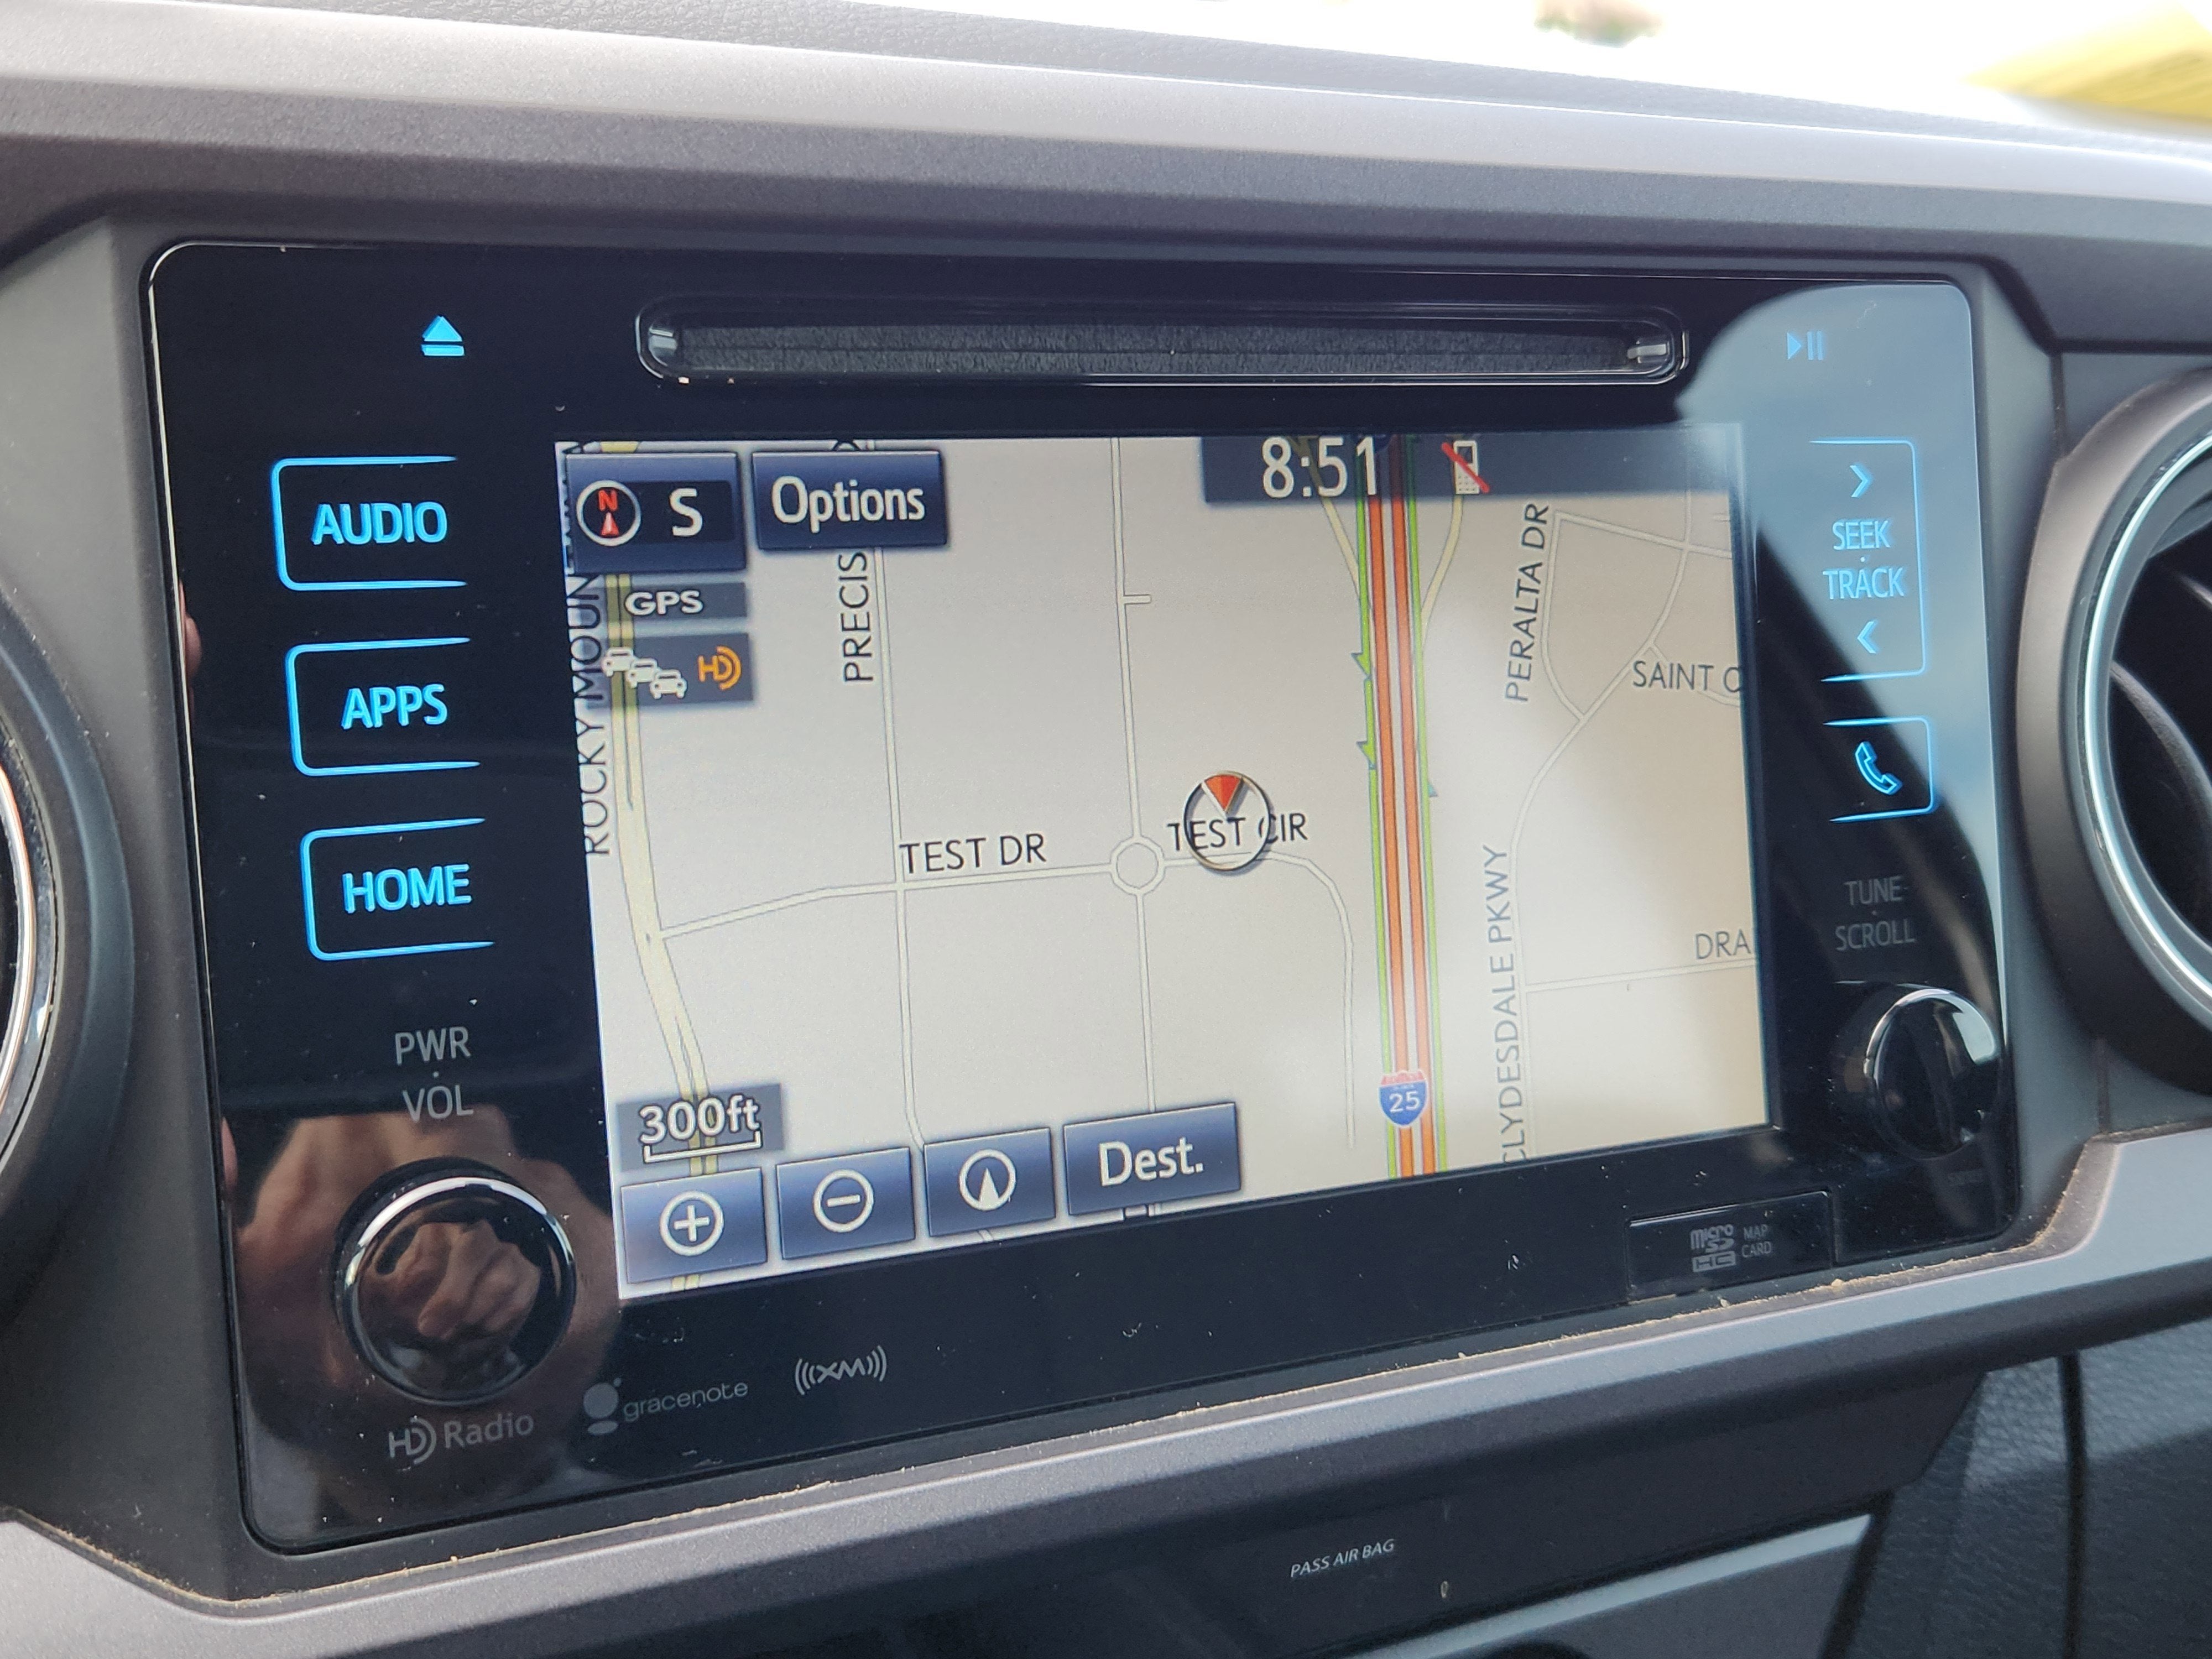 AUDIO
APPS
HOME
PWR
VOL
N S
Options
8:51
GPS
HD
ROCKY MOUN
PRECIS
TEST DR
TEST CIR
PERALTA DR
SAINT C
CLYDESDALE PKWY
DRA
25
300ft
Dest.
SEEK
TRACK
TUNE
SCROLL
micro
SD
HC
MAP
CARD
HD Radio
gracenote
((XM))
PASS AIR BAG